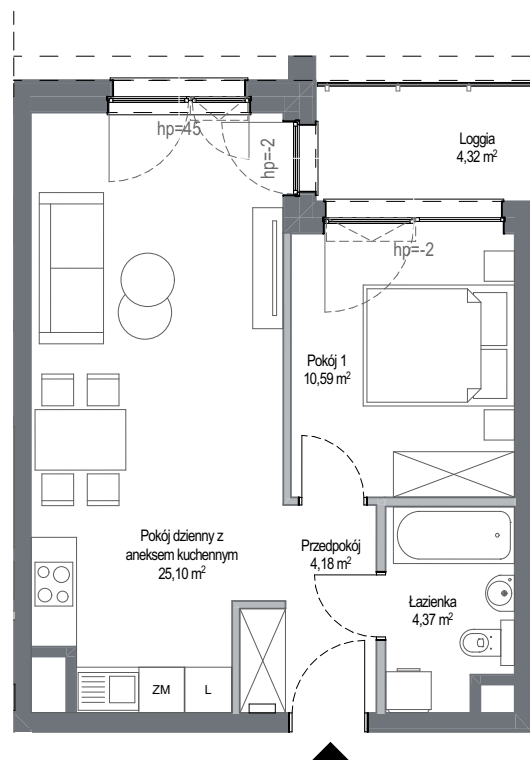 hp=45
hp=-2
Loggia
4,32 m²
hp=-2
Pokój 1
10,59 m²
Pokój dzienny z
aneksem kuchennym
25,10 m²
Przedpokój
4,18 m²
Łazienka
4,37 m²
ZM
L